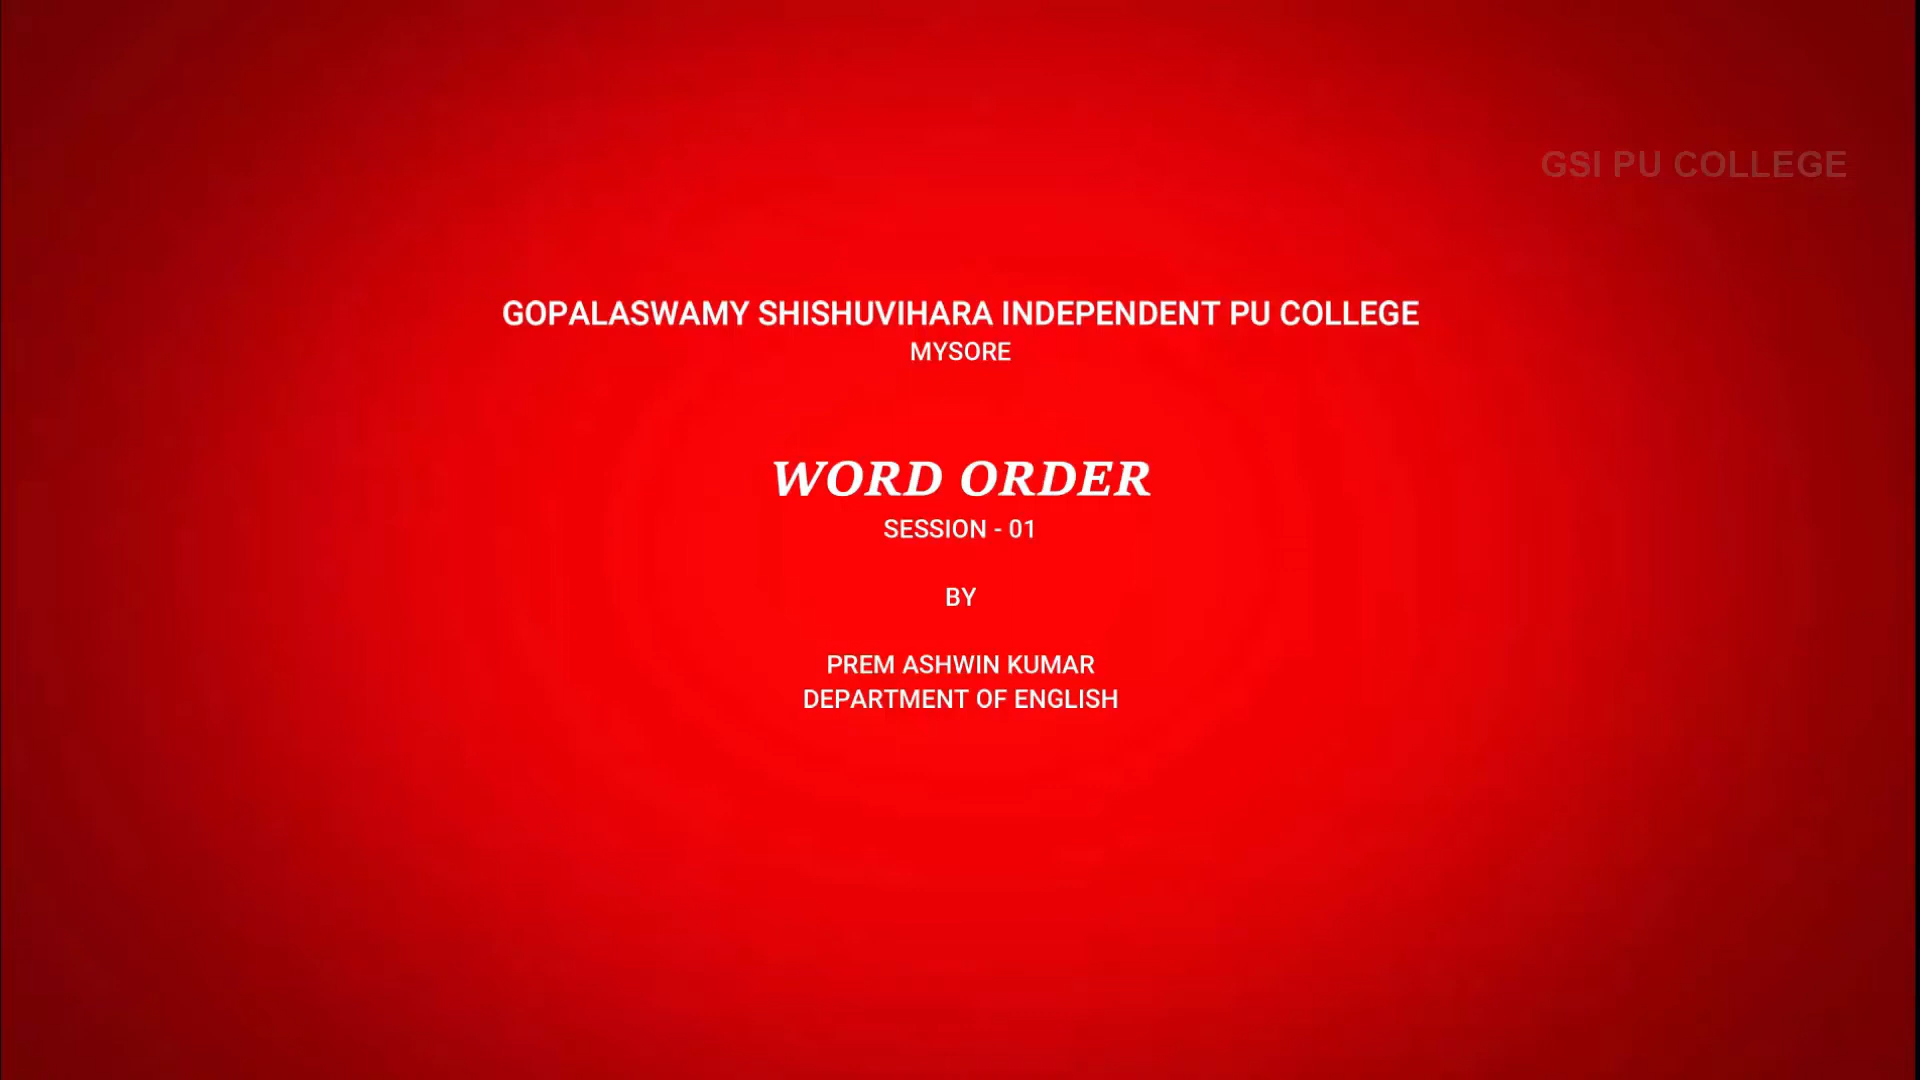 GSI PU COLLEGE
GOPALASWAMY SHISHUVIHARA INDEPENDENT PU COLLEGE
MYSORE
WORD ORDER
SESSION - 01
BY
PREM ASHWIN KUMAR
DEPARTMENT OF ENGLISH